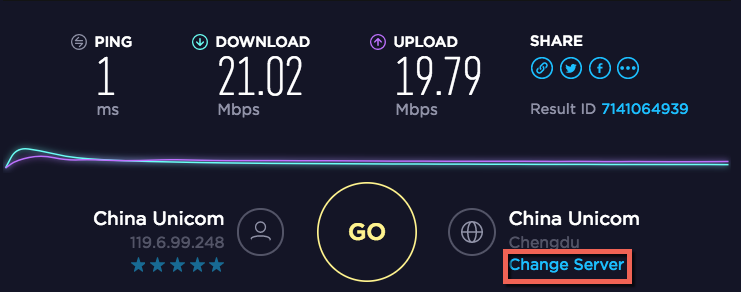 PING
1
ms
DOWNLOAD
21.02
Mbps
UPLOAD
19.79
Mbps
SHARE
Result ID 7141064939
China Unicom
119.6.99.248
GO
China Unicom
Chengdu
Change Server